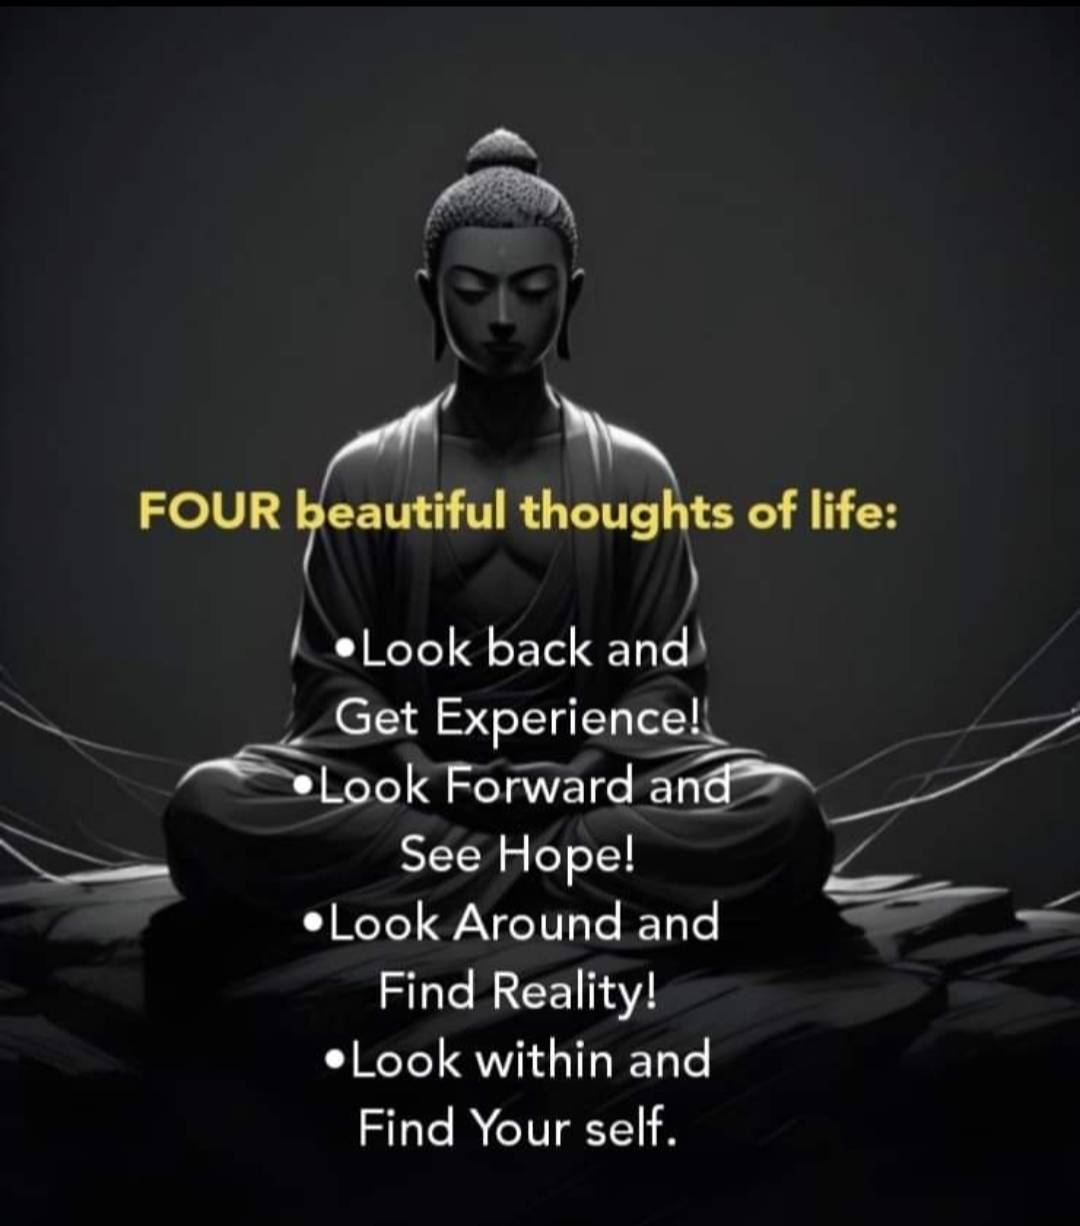 FOUR beautiful thoughts of life:
•Look back and
Get Experience!
•Look Forward and
See Hope!
•Look Around and
Find Reality!
•Look within and
Find Your self.